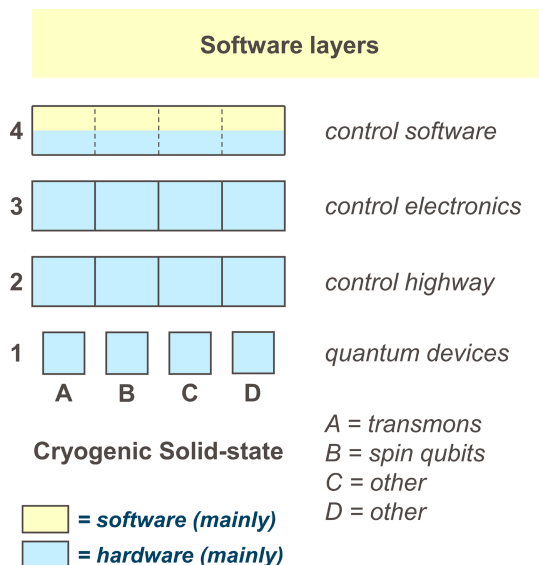 Software layers
4 control software
3 control electronics
2 control highway
1 quantum devices
A B C D
Cryogenic Solid-state
A = transmons
B = spin qubits
C = other
D = other
= software (mainly)
= hardware (mainly)